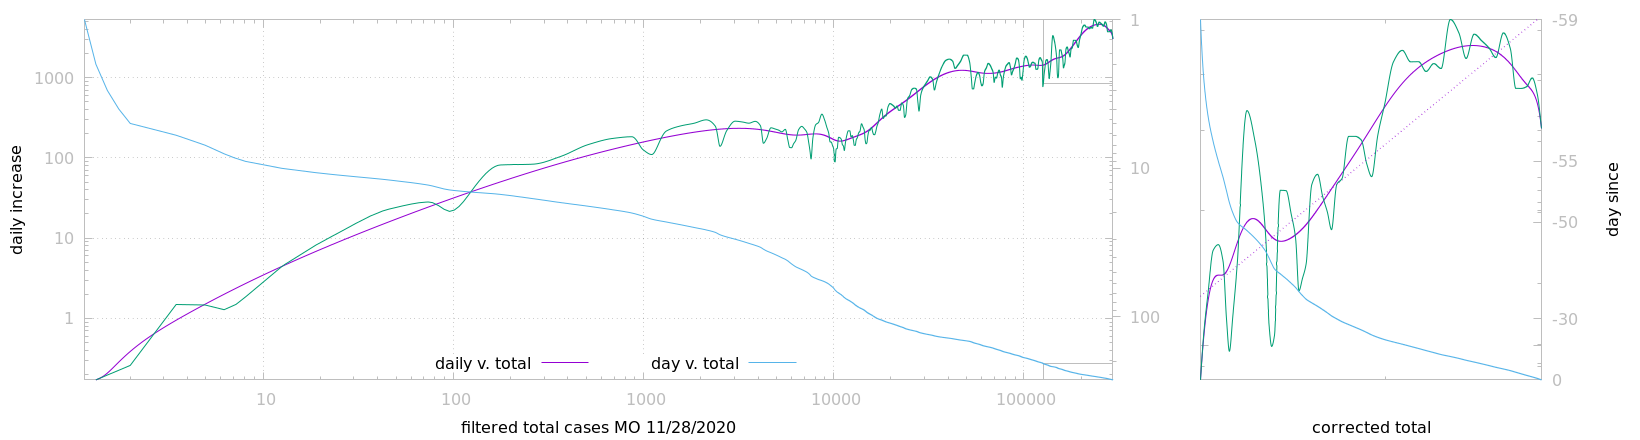 daily increase
1000
100
10
1
daily v. total
day v. total
10
100
1000
10000
100000
filtered total cases MO 11/28/2020
1
10
100
-59
-55
-50
-30
0
day since
corrected total